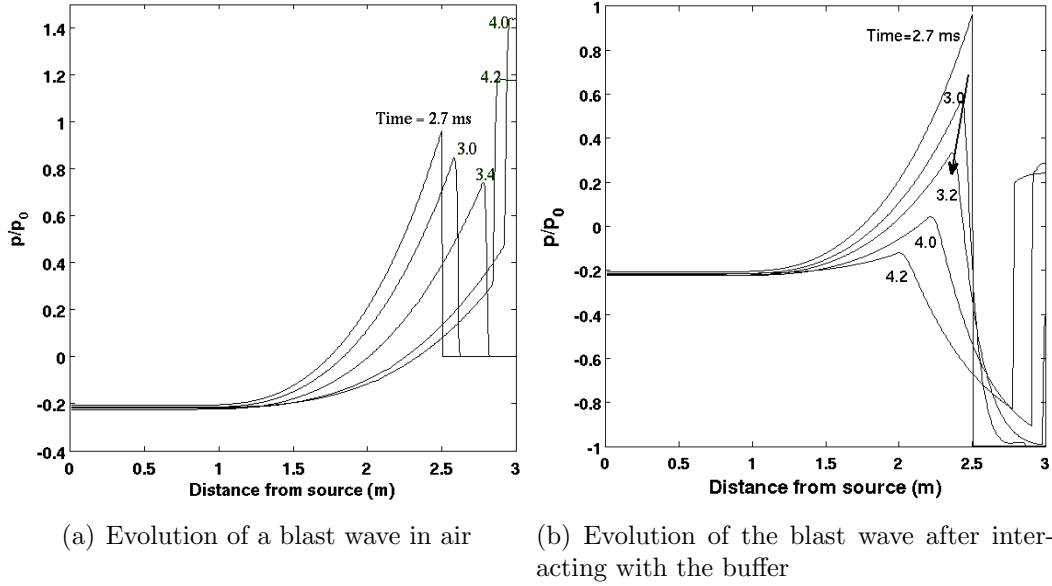 1.4
1.2
1
0.8
0.6
0.4
0.2
0
-0.2
-0.4
p/p0
4.0
4.2
Time = 2.7 ms
3.0
3.4
0 0.5 1 1.5 2 2.5 3
Distance from source (m)
(a) Evolution of a blast wave in air
1
0.8
0.6
0.4
0.2
0
-0.2
-0.4
-0.6
-0.8
-1
p/p0
Time=2.7 ms
3.0
3.2
4.0
4.2
0 0.5 1 1.5 2 2.5 3
Distance from source (m)
(b) Evolution of the blast wave after inter-
acting with the buffer